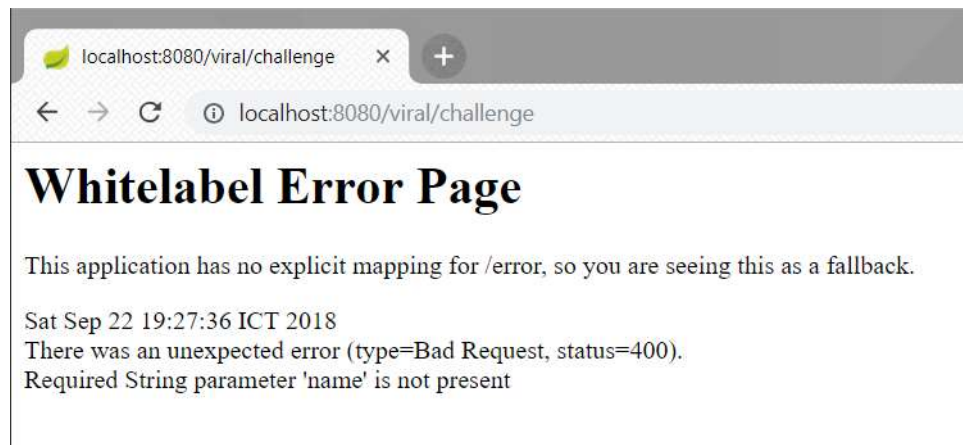 localhost:8080/viral/challenge
localhost:8080/viral/challenge
Whitelabel Error Page
This application has no explicit mapping for /error, so you are seeing this as a fallback.
Sat Sep 22 19:27:36 ICT 2018
There was an unexpected error (type=Bad Request, status=400).
Required String parameter 'name' is not present